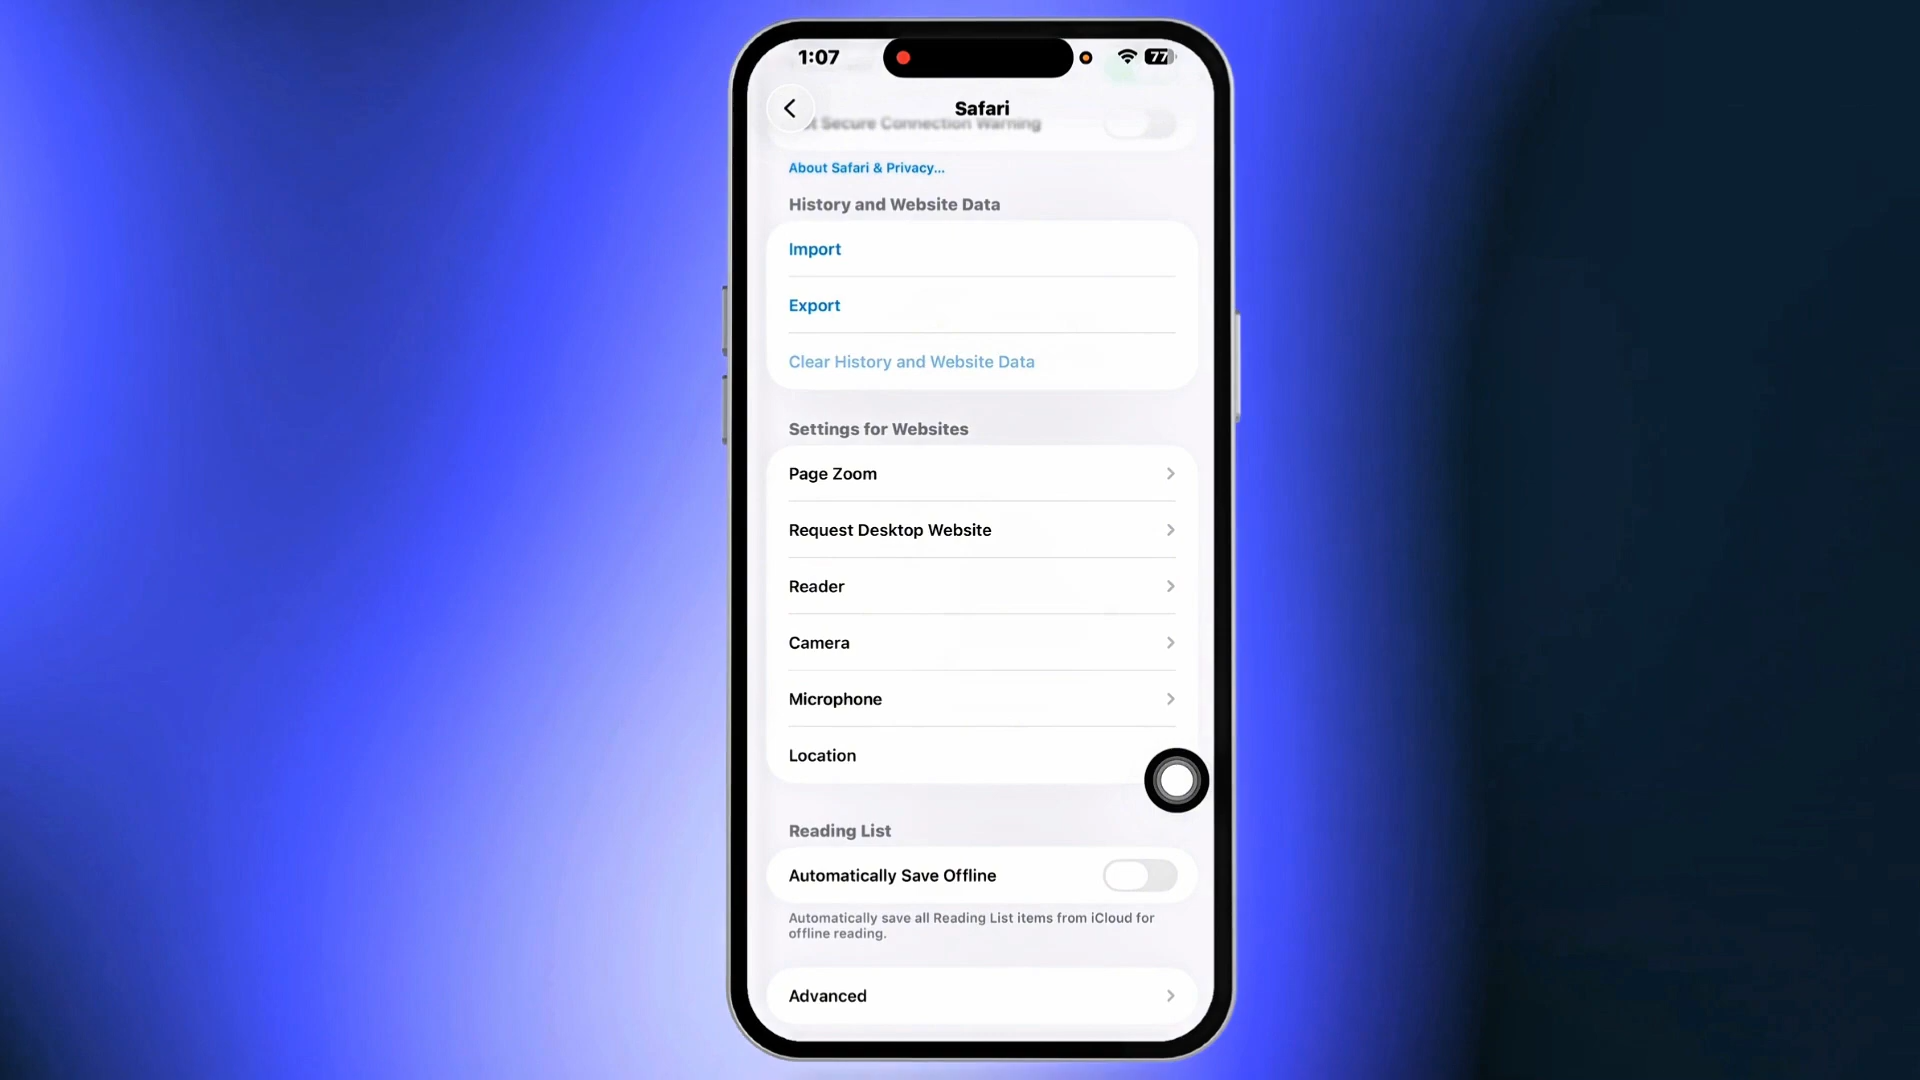 1:07
77
Safari
Secure Connection Warning
About Safari & Privacy...
History and Website Data
Import
Export
Clear History and Website Data
Settings for Websites
Page Zoom
Request Desktop Website
Reader
Camera
Microphone
Location
Reading List
Automatically Save Offline
Automatically save all Reading List items from iCloud for
offline reading.
Advanced